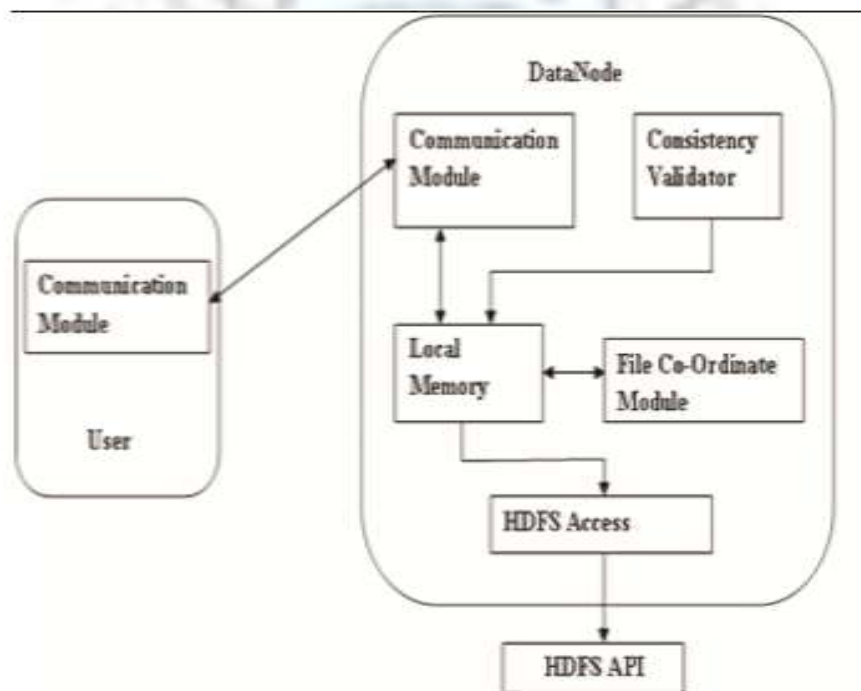 DataNode
Communication
Module
Consistency
Validator
Communication
Module
User
Local
Memory
File Co-Ordinate
Module
HDFS Access
HDFS API